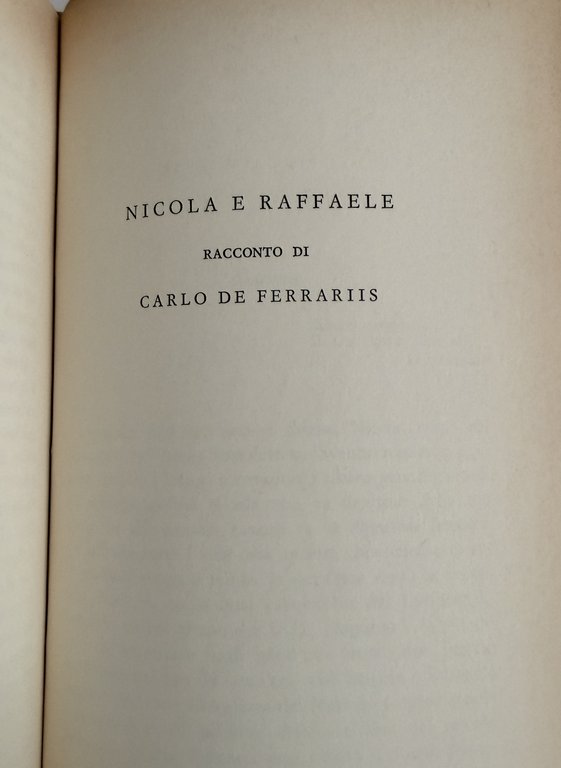 NICOLA E RAFFAELE
RACCONTO DI
CARLO DE FERRARIIS